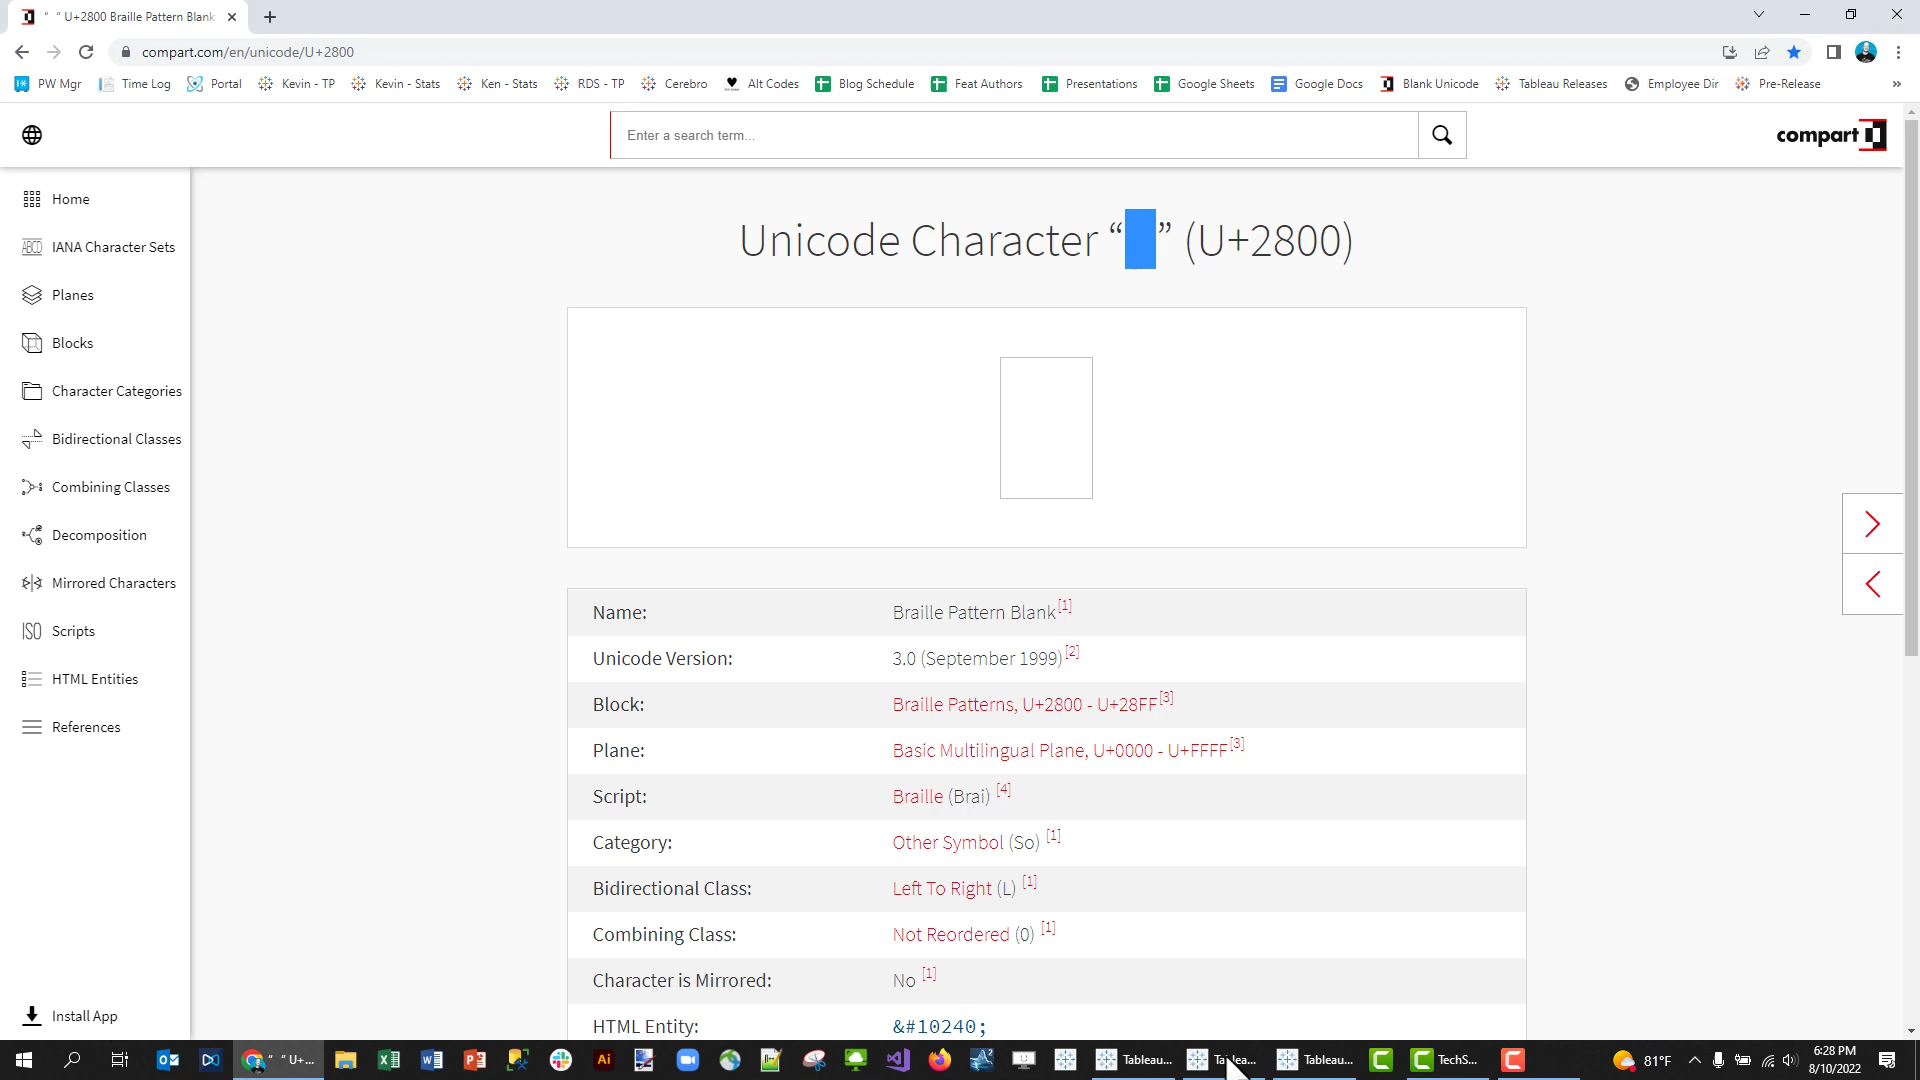 “ ⠀ “ U+2800 Braille Pattern Blank
compart.com/en/unicode/U+2800
PW Mgr
Time Log
Portal
Kevin - TP
Kevin - Stats
Ken - Stats
RDS - TP
Cerebro
Alt Codes
Blog Schedule
Feat Authors
Presentations
Google Sheets
Google Docs
Blank Unicode
Tableau Releases
Employee Dir
Pre-Release
»
Enter a search term...
compart
Home
ABCD IANA Character Sets
Planes
Blocks
Character Categories
Bidirectional Classes
Combining Classes
Decomposition
Mirrored Characters
ISO Scripts
HTML Entities
References
Install App
Unicode Character “⠀” (U+2800)
Name: Braille Pattern Blank[1]
Unicode Version: 3.0 (September 1999)[2]
Block: Braille Patterns, U+2800 - U+28FF[3]
Plane: Basic Multilingual Plane, U+0000 - U+FFFF[3]
Script: Braille (Brai) [4]
Category: Other Symbol (So) [1]
Bidirectional Class: Left To Right (L) [1]
Combining Class: Not Reordered (0) [1]
Character is Mirrored: No [1]
HTML Entity: &#10240;
“ ⠀ “ U+...
Ai
Tableau...
Tablea...
Tableau...
TechS...
81°F
6:28 PM
8/10/2022